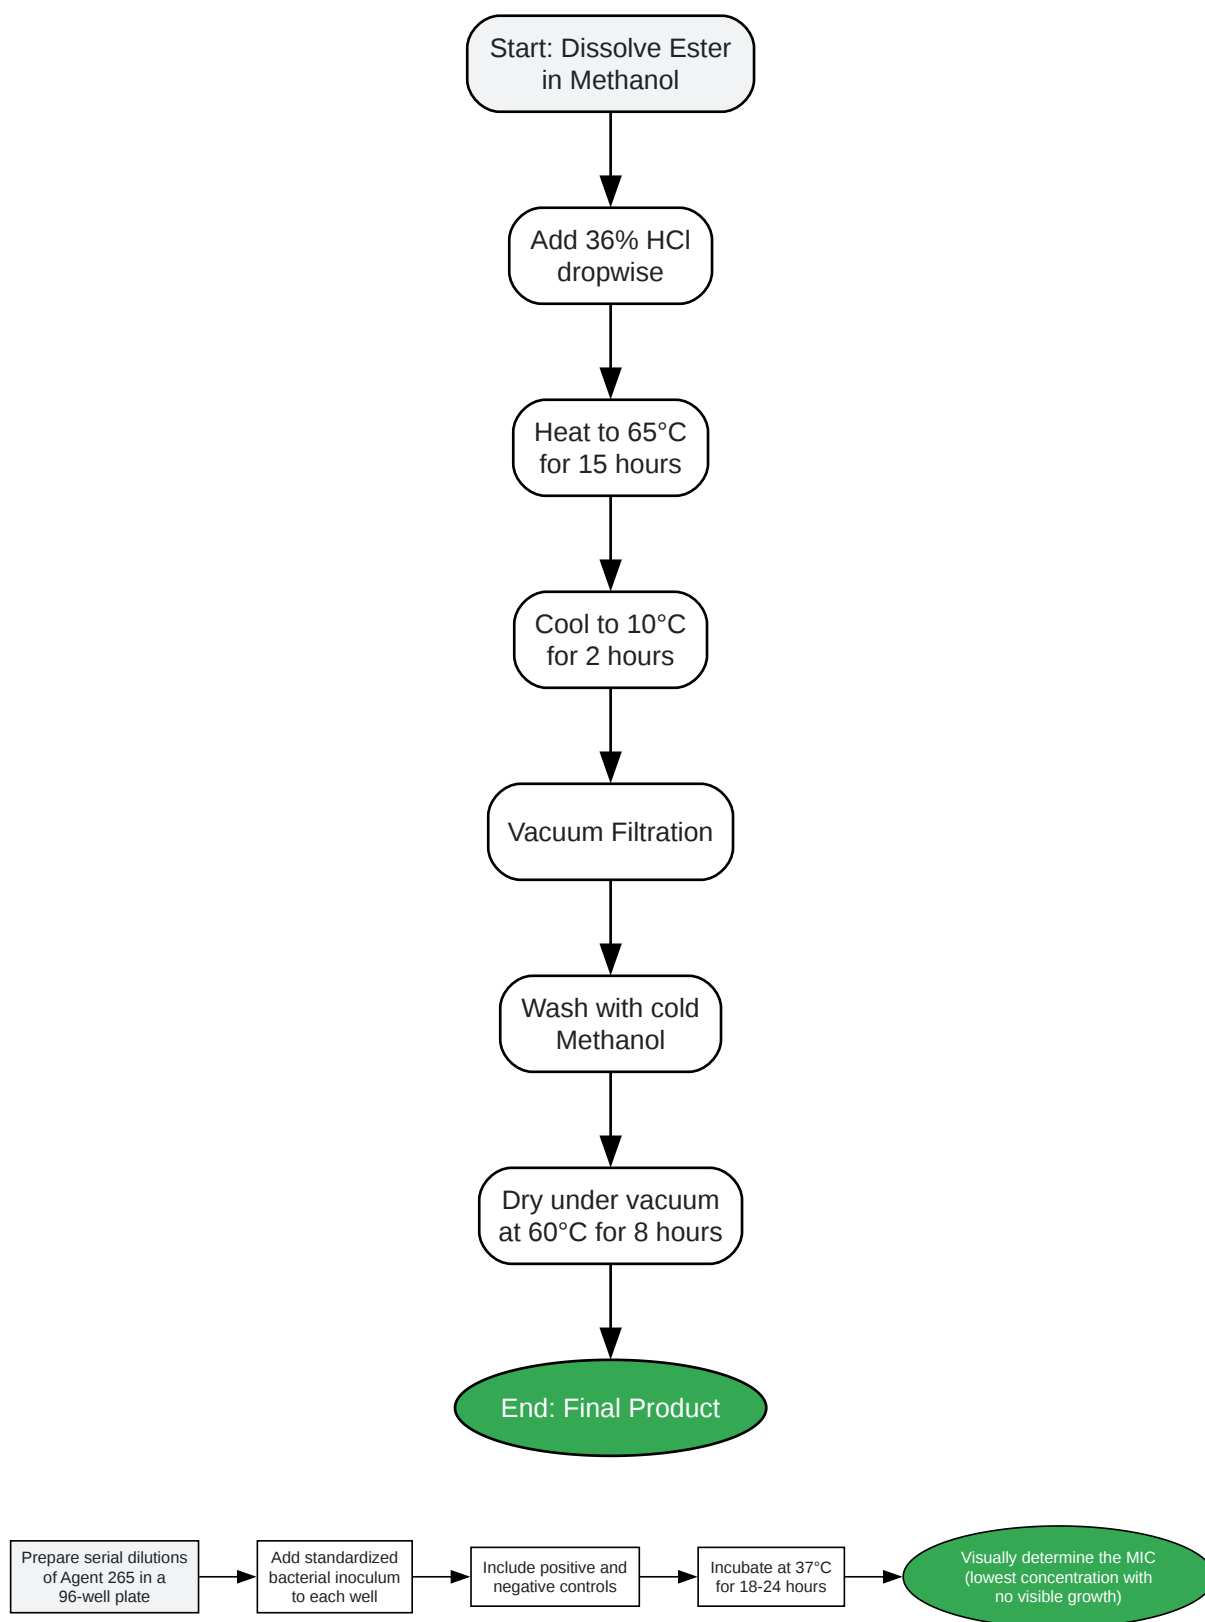 Start: Dissolve Ester
in Methanol
Add 36% HCl
dropwise
Heat to 65°C
for 15 hours
Cool to 10°C
for 2 hours
Vacuum Filtration
Wash with cold
Methanol
Dry under vacuum
at 60°C for 8 hours
End: Final Product
Prepare serial dilutions
of Agent 265 in a
96-well plate
Add standardized
bacterial inoculum
to each well
Include positive and
negative controls
Incubate at 37°C
for 18-24 hours
Visually determine the MIC
(lowest concentration with
no visible growth)